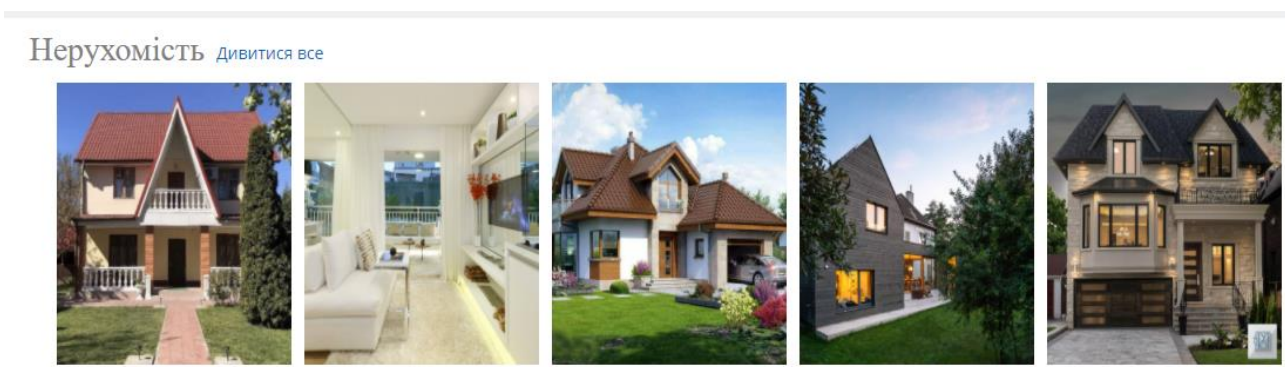 Нерухомість Дивитися все